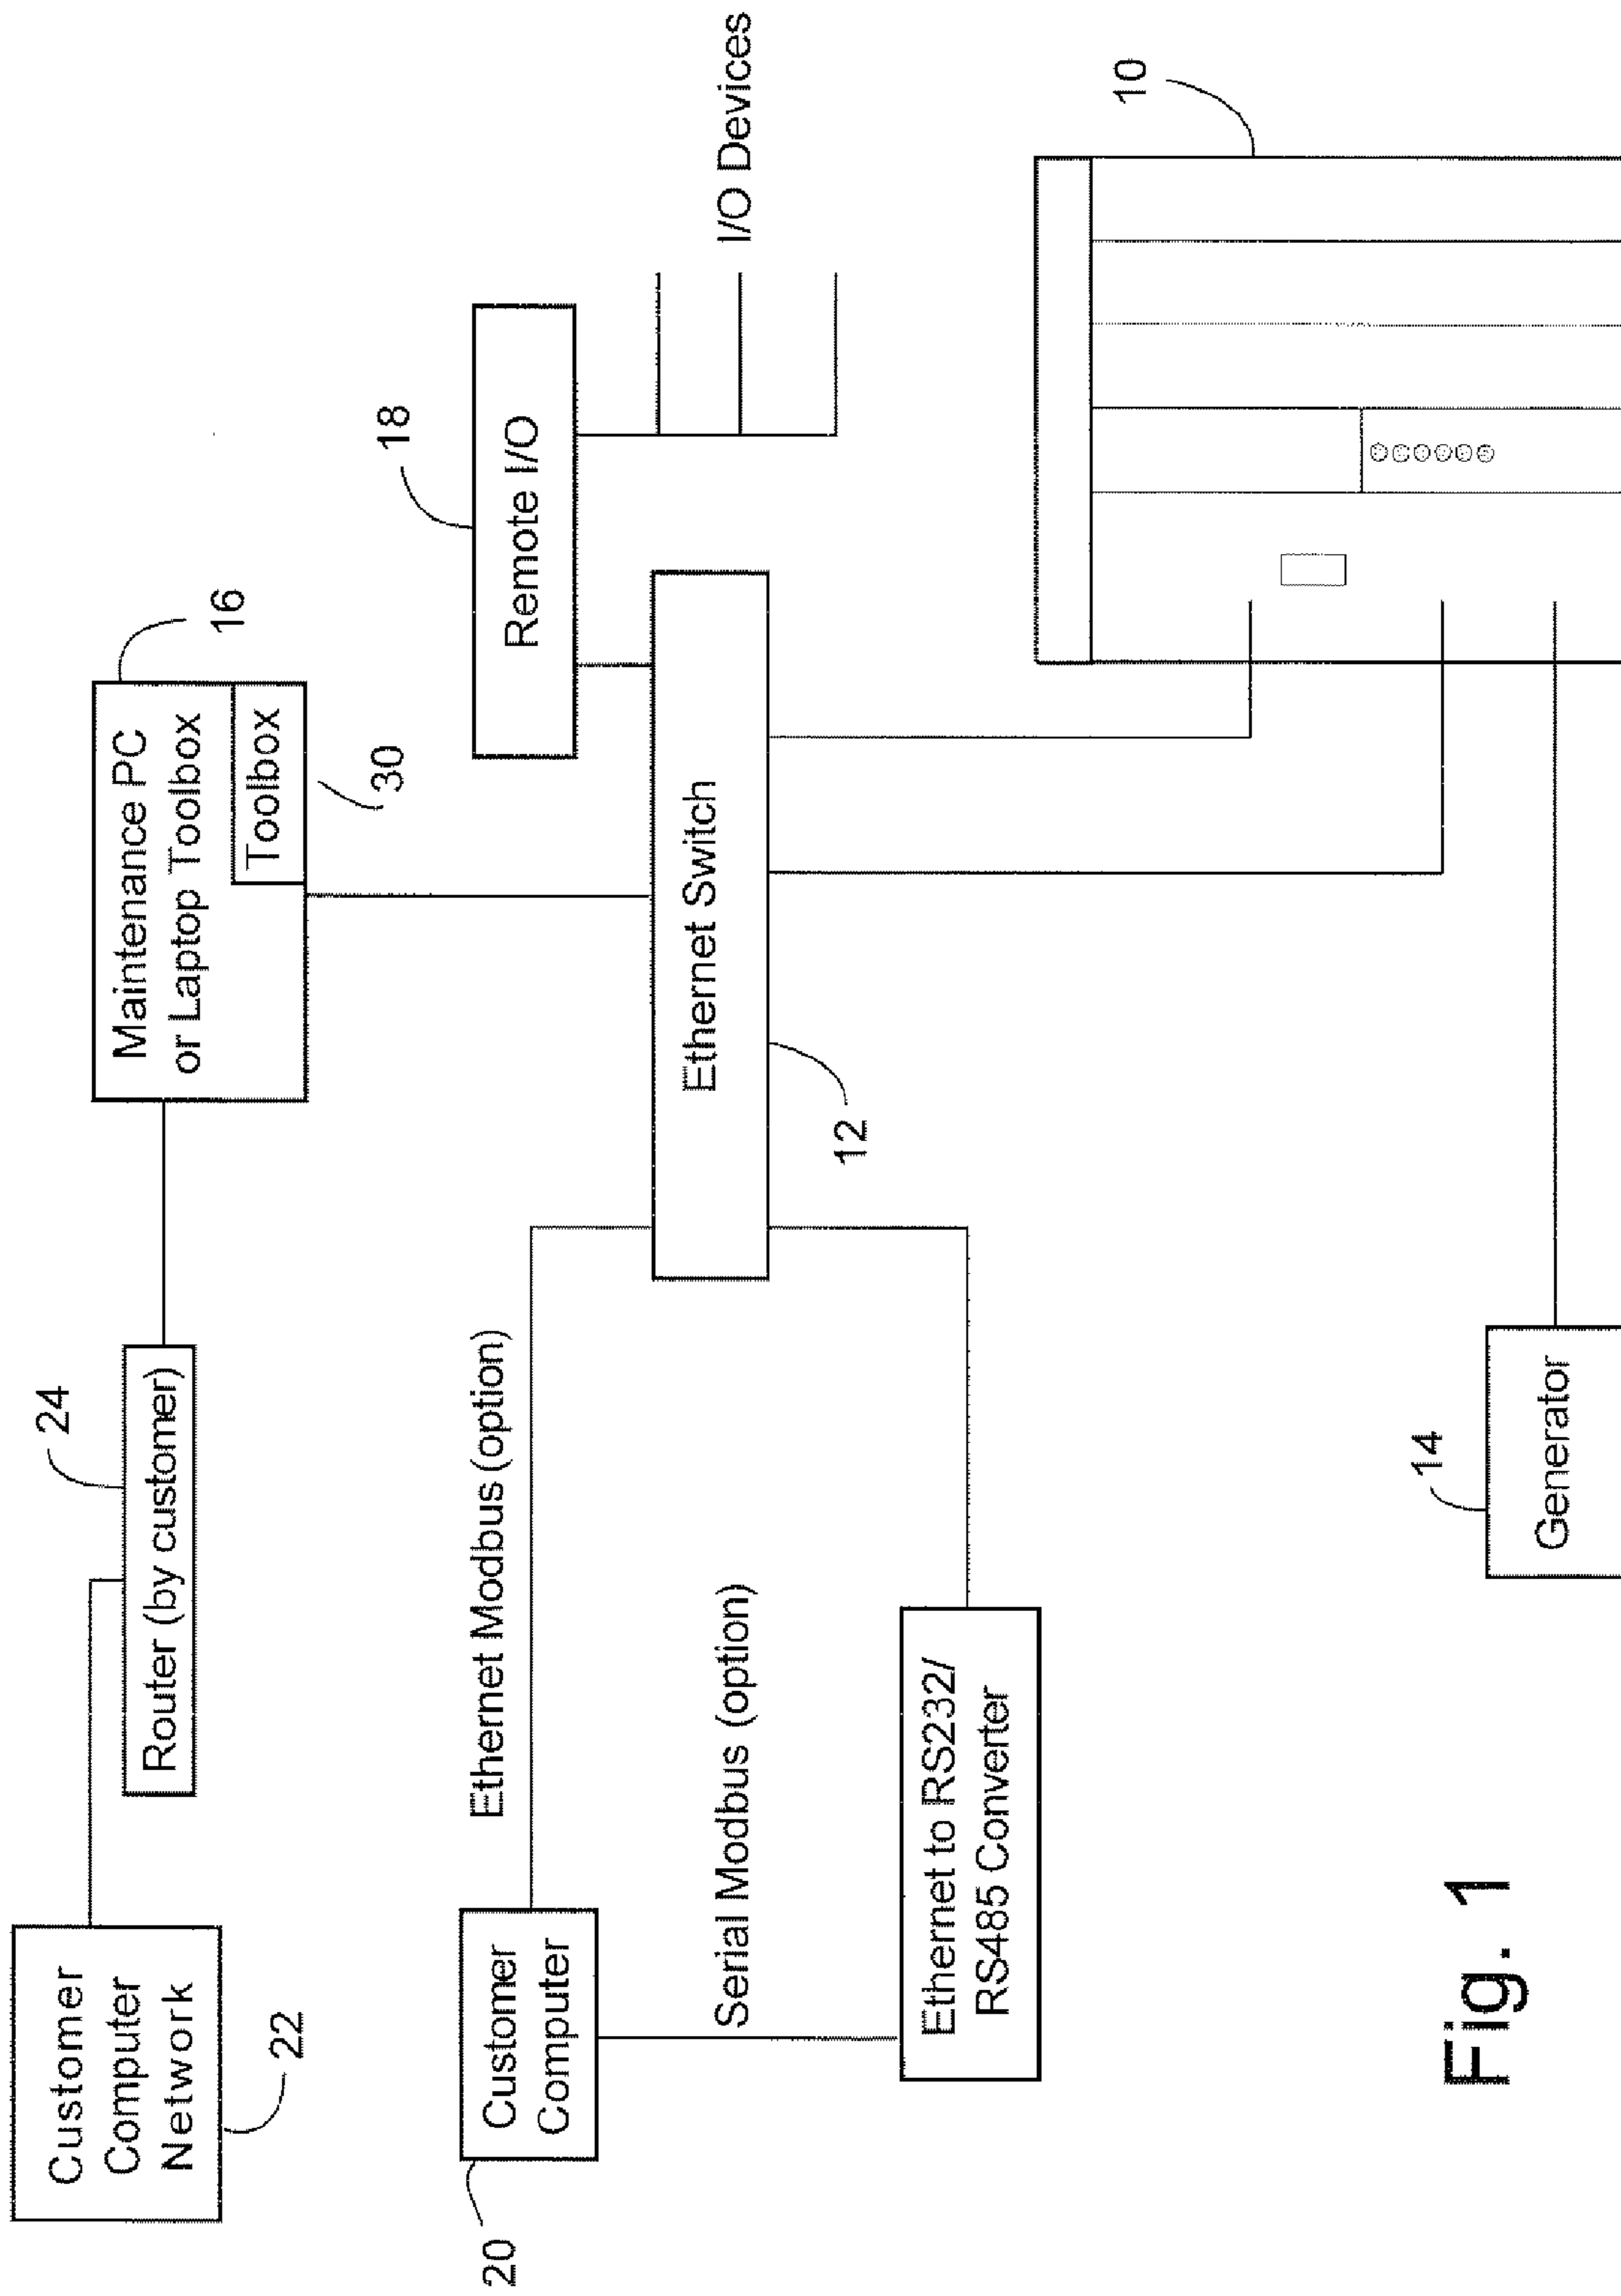 Customer
Computer
Network
22
24
Router (by customer)
16
Maintenance PC
or Laptop Toolbox
Toolbox
30
18
Remote I/O
I/O Devices
20
Customer
Computer
Ethernet Modbus (option)
Serial Modbus (option)
Ethernet Switch
12
Ethernet to RS232/
RS485 Converter
10
14
Generator
Fig. 1